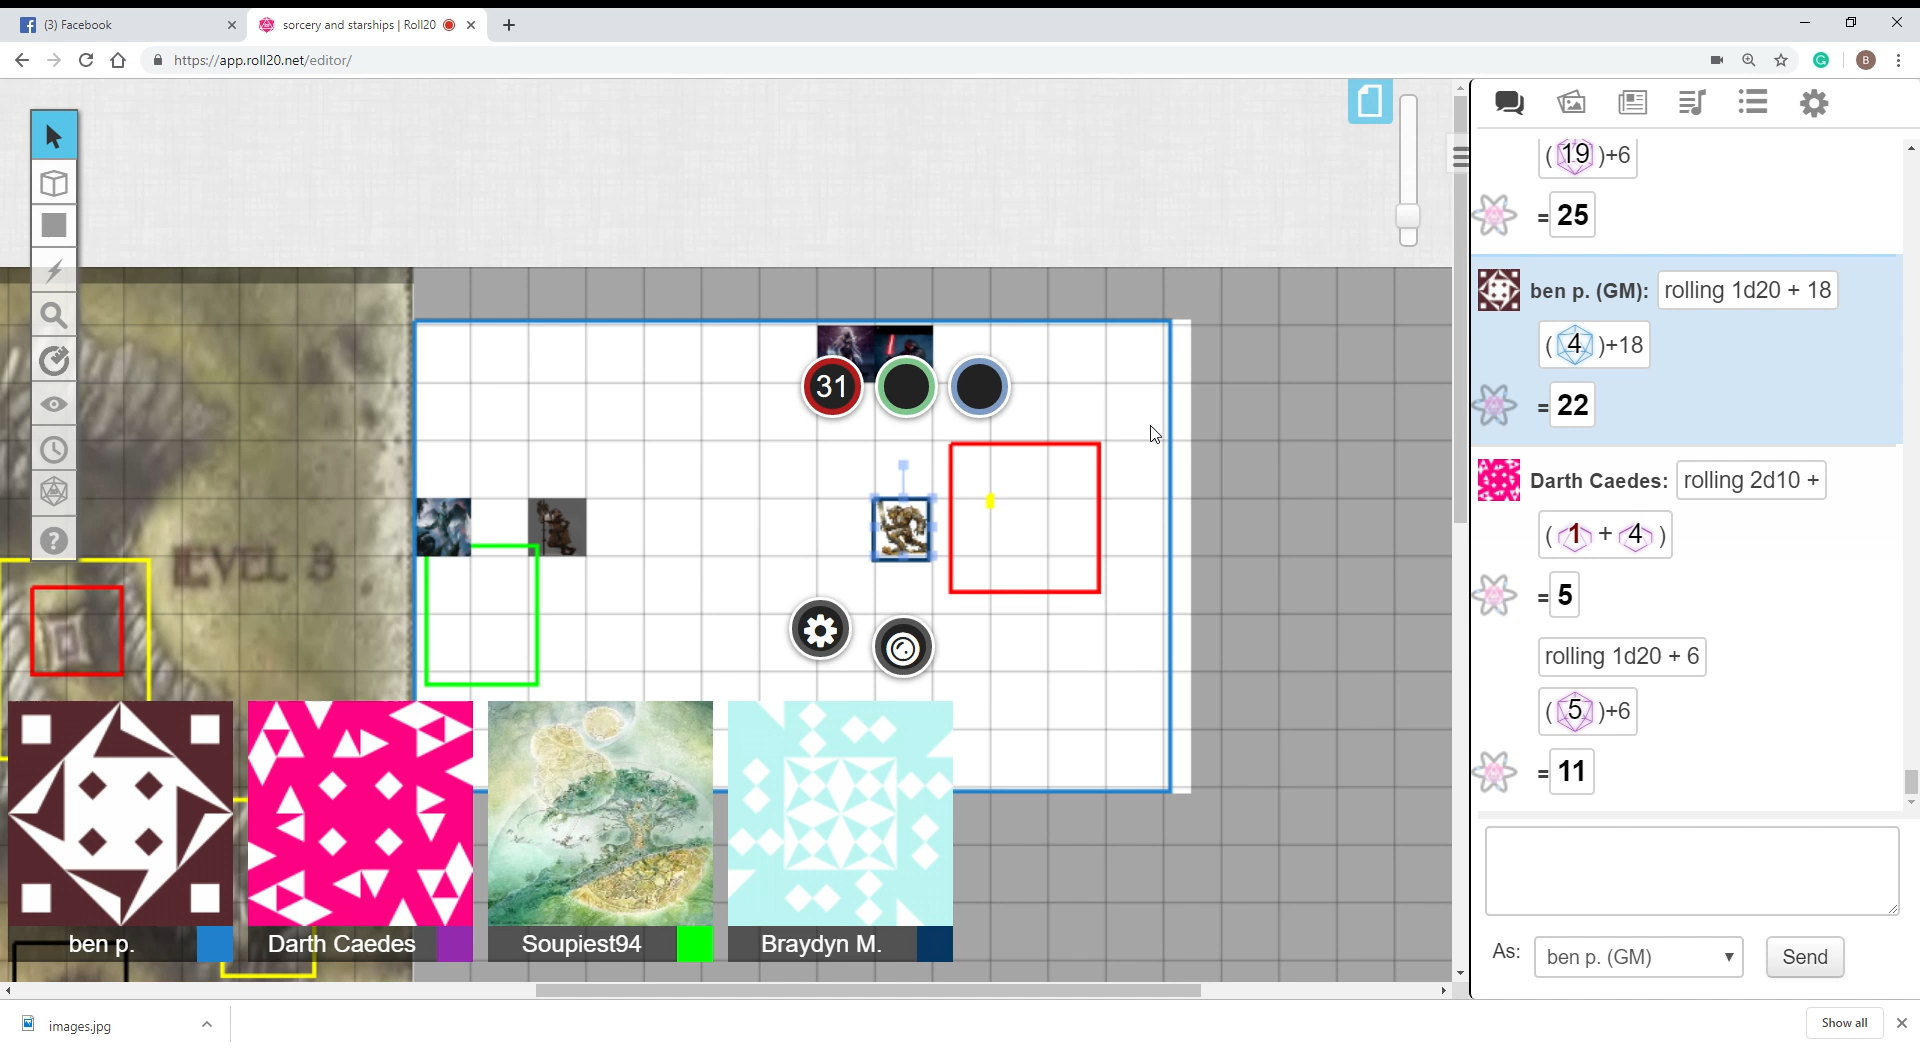 (3) Facebook
sorcery and starships | Roll20
https://app.roll20.net/editor/
B
(19)+6
= 25
ben p. (GM): rolling 1d20 + 18
(4)+18
= 22
Darth Caedes: rolling 2d10 +
(1 + 4)
= 5
rolling 1d20 + 6
(5)+6
= 11
31
LEVEL 8
ben p.
Darth Caedes
Soupiest94
Braydyn M.
As: ben p. (GM)
Send
images.jpg
Show all